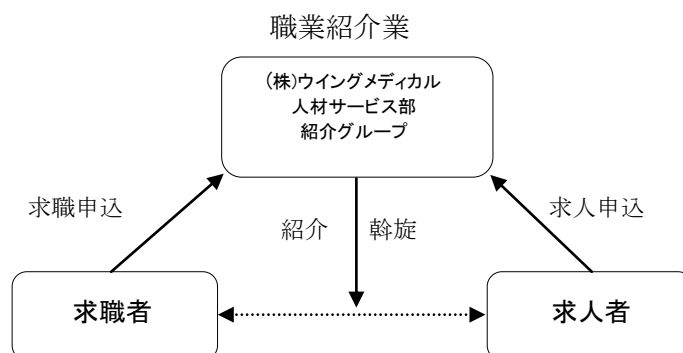 職業紹介業
(株)ウイングメディカル
人材サービス部
紹介グループ
求職申込
紹介
斡旋
求人申込
求職者
求人者